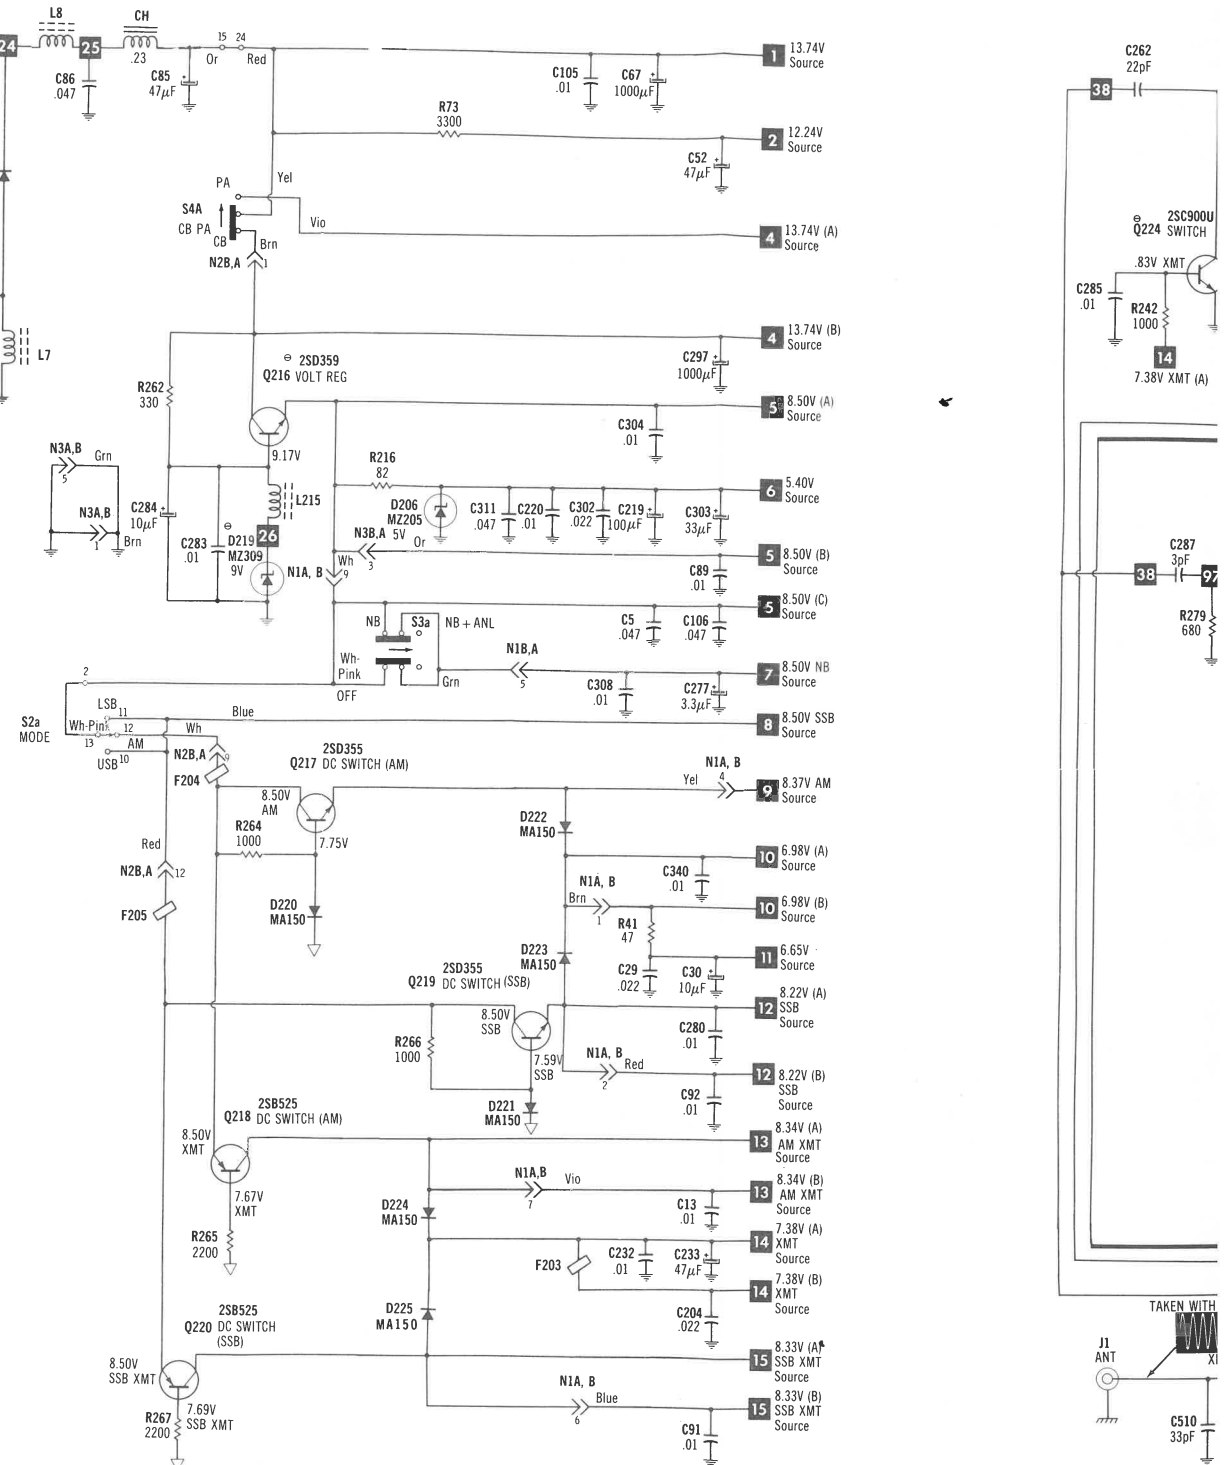 24
L8
25
CH
.23
C86
.047
C85
47µF
15 24
Or
Red
C105
.01
C67
1000µF
1 13.74V
Source
R73
3300
C52
47µF
2 12.24V
Source
PA
Yel
S4A
CB PA
CB
Vio
Brn
N2B,A
1
4 13.74V (A)
Source
L7
4 13.74V (B)
Source
C297
1000µF
⊖ 2SD359
Q216 VOLT REG
R262
330
5 8.50V (A)
Source
C304
.01
9.17V
N3A,B
5
Grn
N3A,B
1
Brn
C284
10µF
C283
.01
L215
26
⊖
D219
MZ309
9V
R216
82
D206
MZ205
5V
C311
.047
C220
.01
C302
.022
C219
100µF
C303
33µF
6 5.40V
Source
N3B,A
Or
3
Wh
N1A, B
9
C89
.01
5 8.50V (B)
Source
C5
.047
C106
.047
5 8.50V (C)
Source
NB
S3a
NB + ANL
Wh-
Pink
OFF
Grn
N1B,A
5
C308
.01
C277
3.3µF
7 8.50V NB
Source
2
S2a
MODE
LSB 11
Wh-Pink
12
13
AM
USB 10
Blue
Wh
N2B,A
9
F204
8 8.50V SSB
Source
2SD355
Q217 DC SWITCH (AM)
8.50V
AM
7.75V
R264
1000
D220
MA150
Yel
N1A, B
4
9 8.37V AM
Source
D222
MA150
Red
N2B,A
12
F205
C340
.01
10 6.98V (A)
Source
N1A, B
Brn
1
R41
47
10 6.98V (B)
Source
D223
MA150
C29
.022
C30
10µF
11 6.65V
Source
2SD355
Q219 DC SWITCH (SSB)
8.50V
SSB
7.59V
SSB
R266
1000
D221
MA150
C280
.01
12 8.22V (A)
SSB
Source
N1A, B
2
Red
C92
.01
12 8.22V (B)
SSB
Source
2SB525
Q218 DC SWITCH (AM)
8.50V
XMT
7.67V
XMT
R265
2200
13 8.34V (A)
AM XMT
Source
N1A,B
7
Vio
C13
.01
13 8.34V (B)
AM XMT
Source
D224
MA150
F203
C232
.01
C233
47µF
14 7.38V (A)
XMT
Source
C204
.022
14 7.38V (B)
XMT
Source
D225
MA150
2SB525
Q220 DC SWITCH
(SSB)
8.50V
SSB XMT
7.69V
SSB XMT
R267
2200
15 8.33V (A)
SSB XMT
Source
N1A, B
6
Blue
C91
.01
15 8.33V (B)
SSB XMT
Source
C262
22pF
38
⊖ 2SC900U
Q224 SWITCH
.83V XMT
C285
.01
R242
1000
14
7.38V XMT (A)
38
C287
3pF
97
R279
680
TAKEN WITH
J1
ANT
C510
33pF